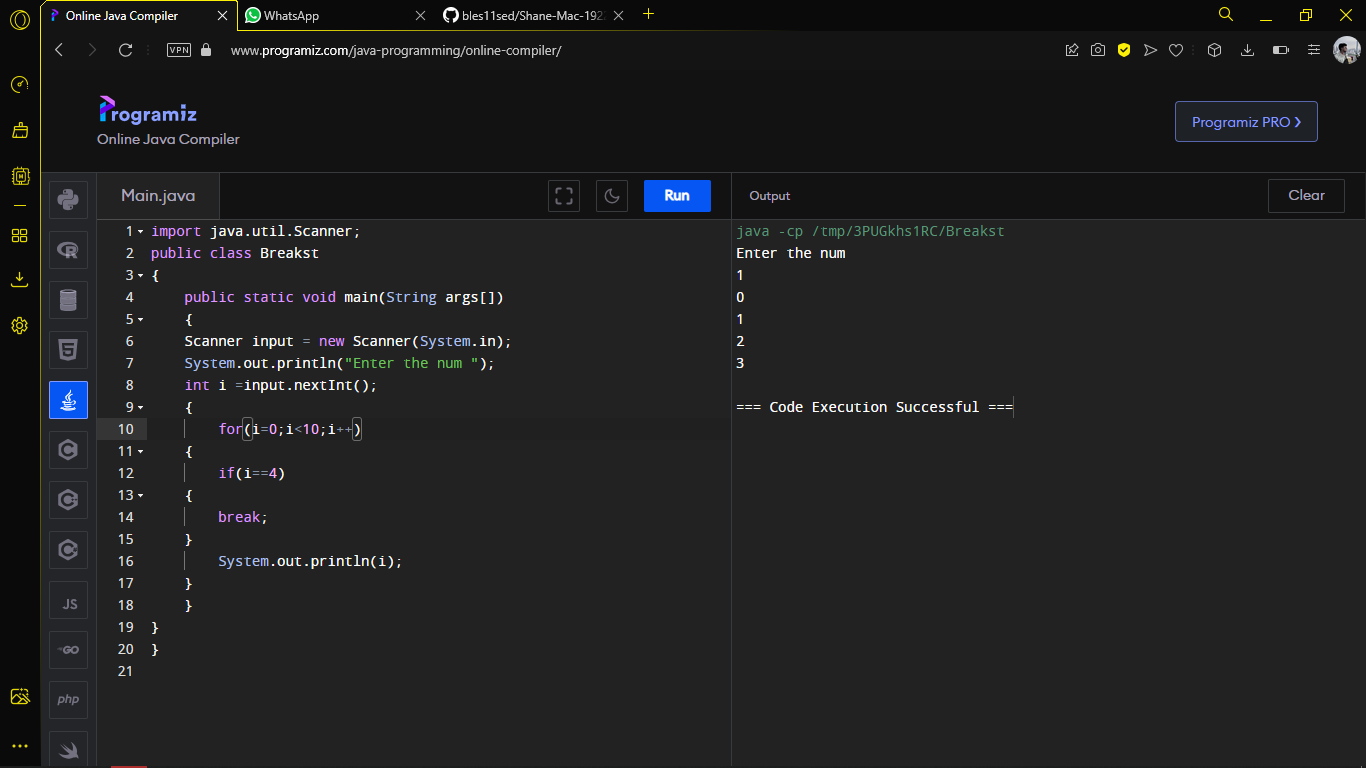 Online Java Compiler
WhatsApp
bles11sed/Shane-Mac-192
VPN
www.programiz.com/java-programming/online-compiler/
Programiz
Online Java Compiler
Programiz PRO
Main.java
Run
Output
Clear
1 import java.util.Scanner;
2 public class Breakst
3 {
4 public static void main(String args[])
5 {
6 Scanner input = new Scanner(System.in);
7 System.out.println("Enter the num ");
8 int i =input.nextInt();
9 {
10 for(i=0;i<10;i++)
11 {
12 if(i==4)
13 {
14 break;
15 }
16 System.out.println(i);
17 }
18 }
19 }
20 }
21
java -cp /tmp/3PUGkhs1RC/Breakst
Enter the num
1
0
1
2
3
=== Code Execution Successful ===
JS
GO
php